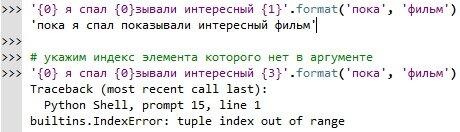 >>> '{0} я спал {0}зывали интересный {1}'.format('пока', 'фильм')
'пока я спал показывали интересный фильм'
>>>
>>> # укажим индекс элемента которого нет в аргументе
>>> '{0} я спал {0}зывали интересный {3}'.format('пока', 'фильм')
Traceback (most recent call last):
  Python Shell, prompt 15, line 1
builtins.IndexError: tuple index out of range